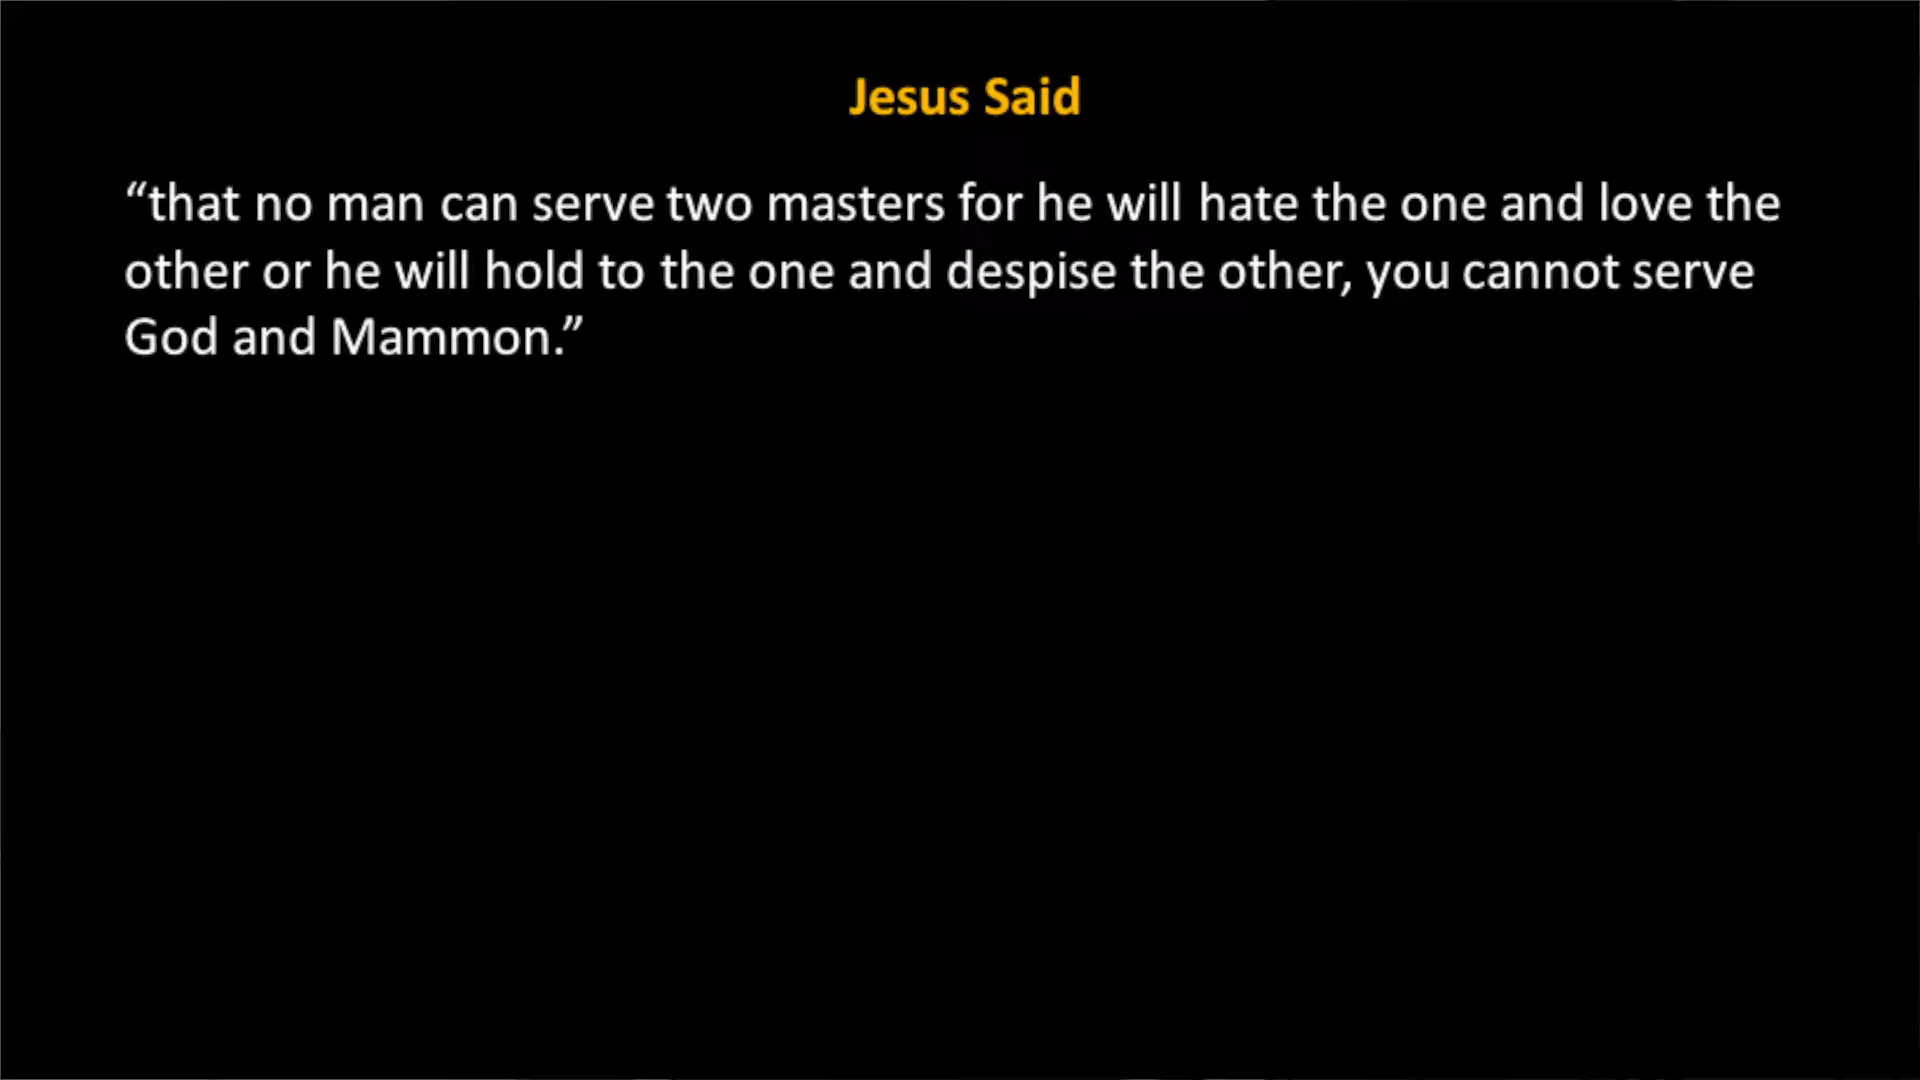 Jesus Said
“that no man can serve two masters for he will hate the one and love the
other or he will hold to the one and despise the other, you cannot serve
God and Mammon.”